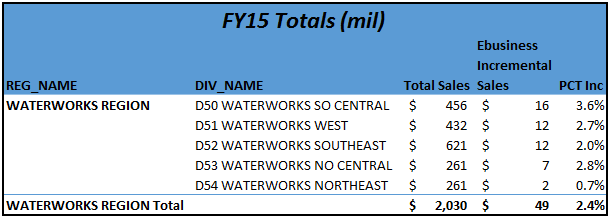 FY15 Totals (mil)
Ebusiness
Incremental
REG_NAME DIV_NAME Total Sales Sales PCT Inc
WATERWORKS REGION D50 WATERWORKS SO CENTRAL $ 456 $ 16 3.6%
D51 WATERWORKS WEST $ 432 $ 12 2.7%
D52 WATERWORKS SOUTHEAST $ 621 $ 12 2.0%
D53 WATERWORKS NO CENTRAL $ 261 $ 7 2.8%
D54 WATERWORKS NORTHEAST $ 261 $ 2 0.7%
WATERWORKS REGION Total $ 2,030 $ 49 2.4%